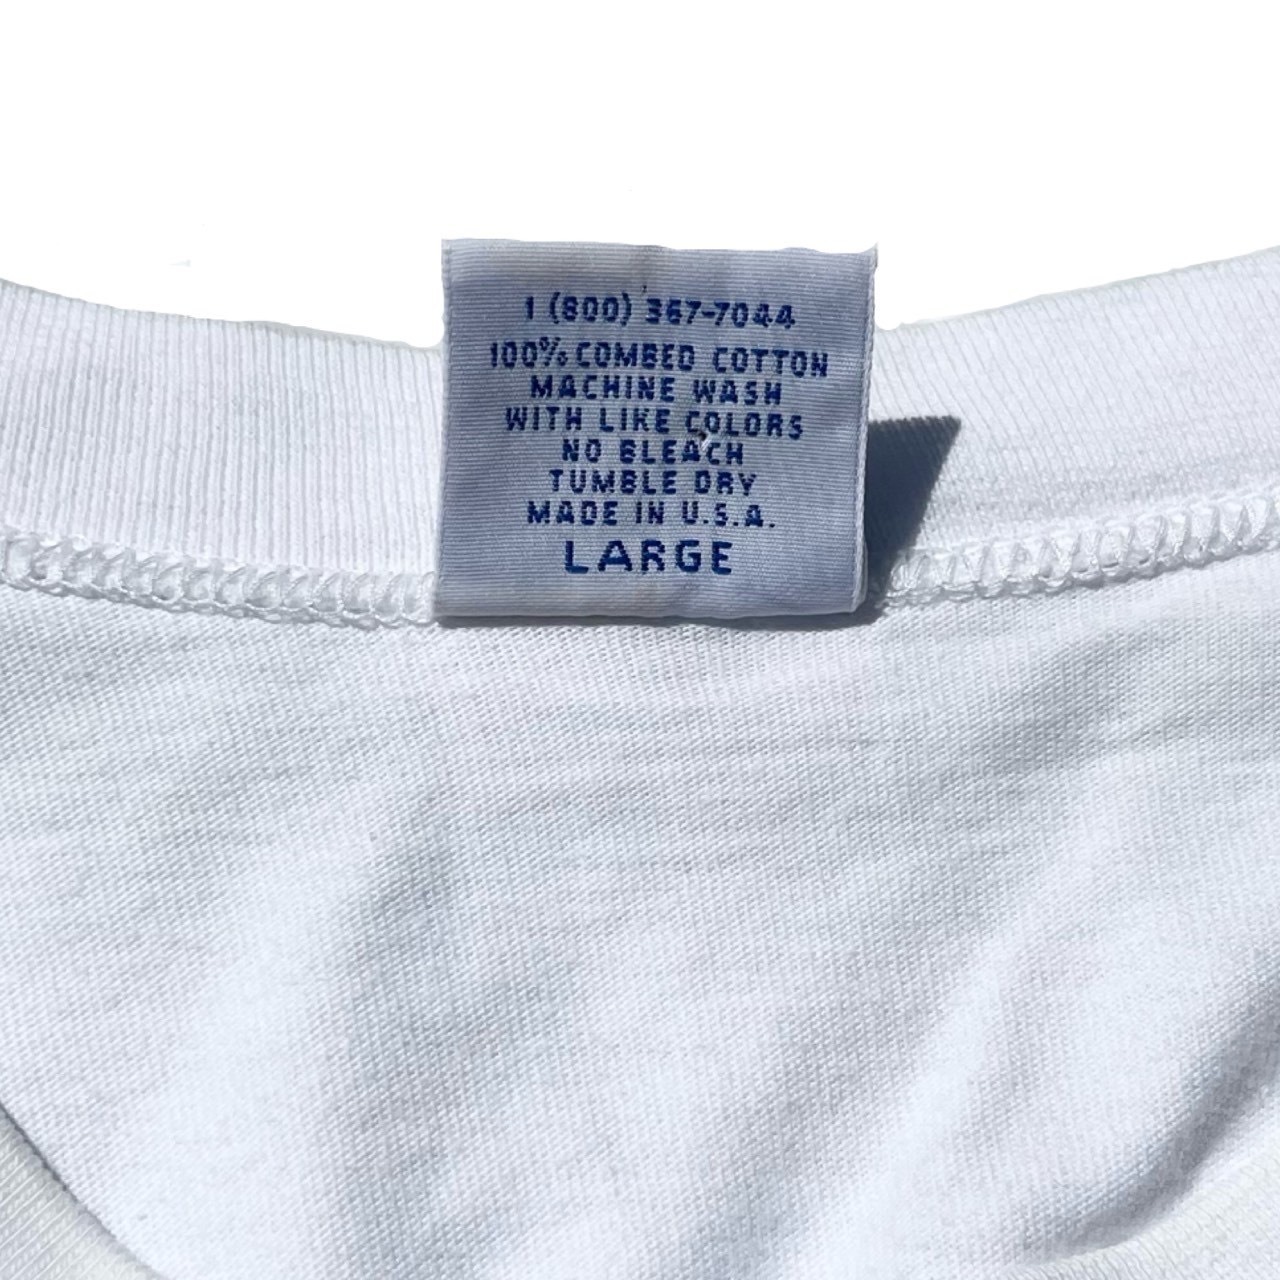 1 (800) 367-7044
100% COMBED COTTON
MACHINE WASH
WITH LIKE COLORS
NO BLEACH
TUMBLE DRY
MADE IN U.S.A.
LARGE